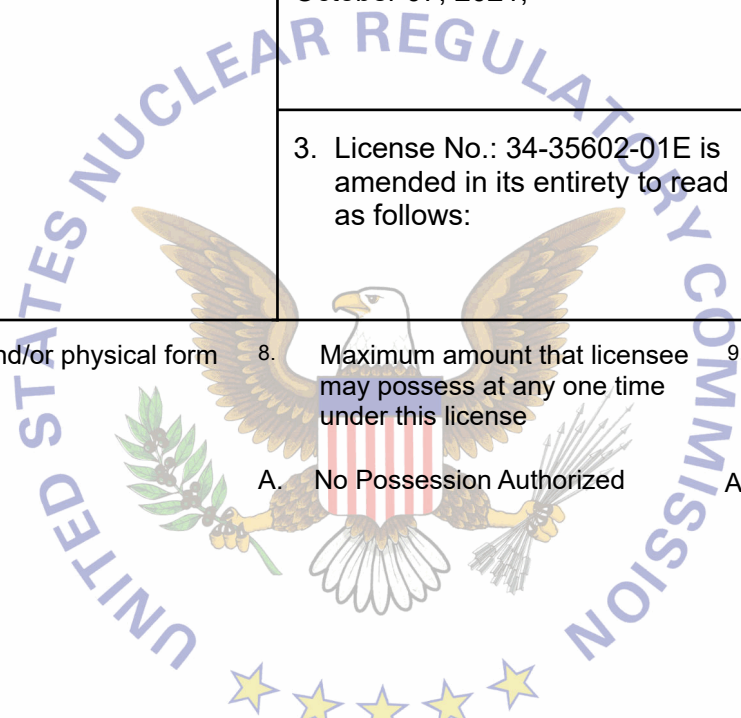 UNITED STATES NUCLEAR REGULATORY COMMISSION
3. License No.: 34-35602-01E is
amended in its entirety to read
as follows:
nd/or physical form
8. Maximum amount that licensee
may possess at any one time
under this license
9
A. No Possession Authorized
A